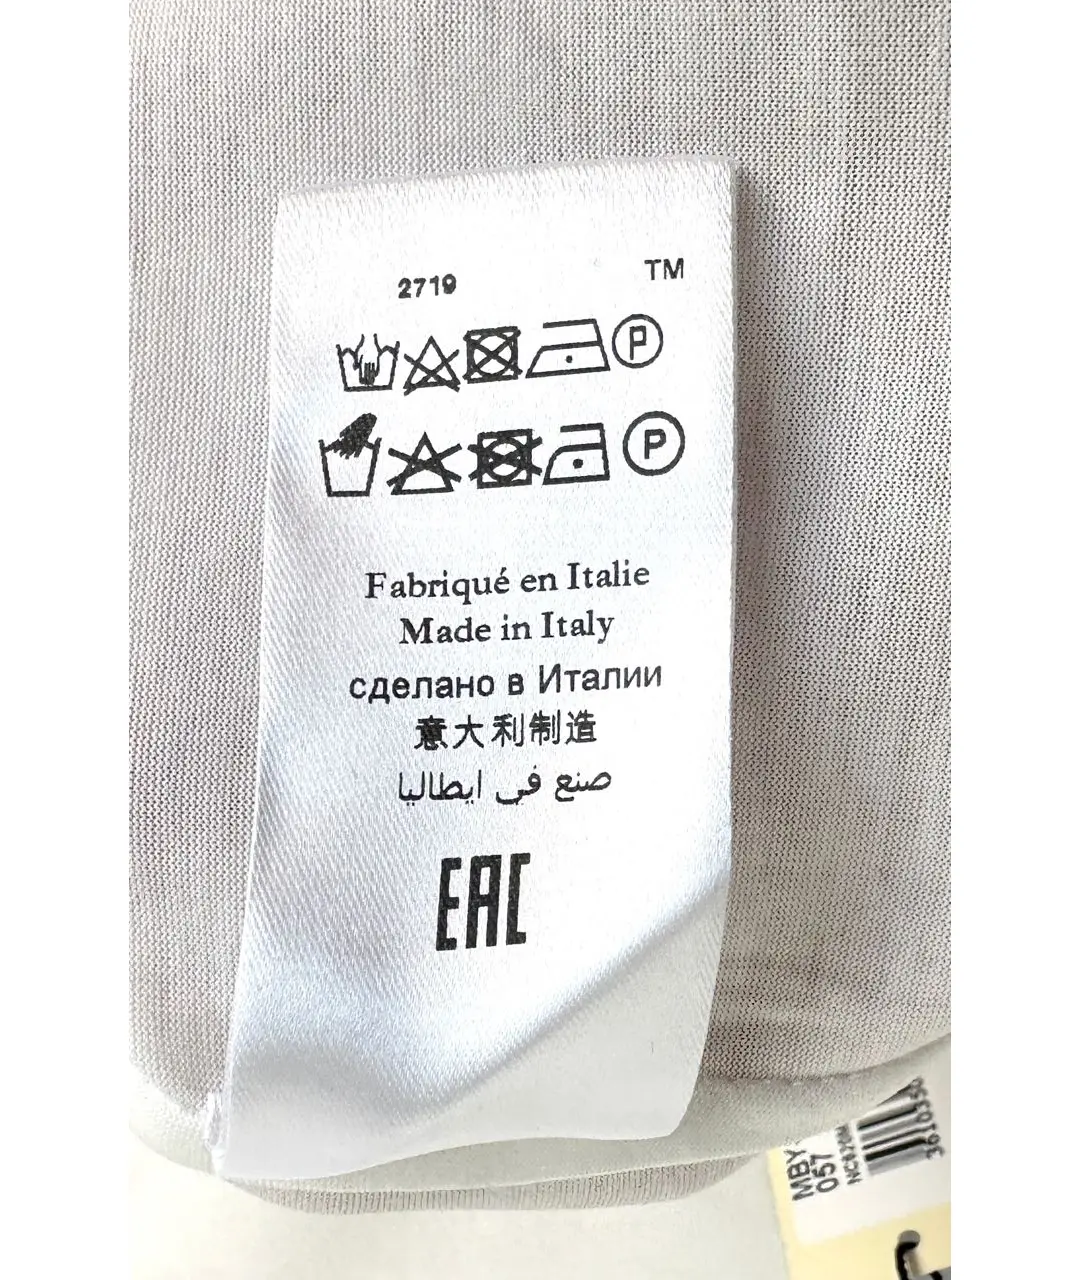 2719 TM
P
P
Fabriqué en Italie
Made in Italy
сделано в Италии
意大利制造
صنع في ايطاليا
EAC
MBY
057